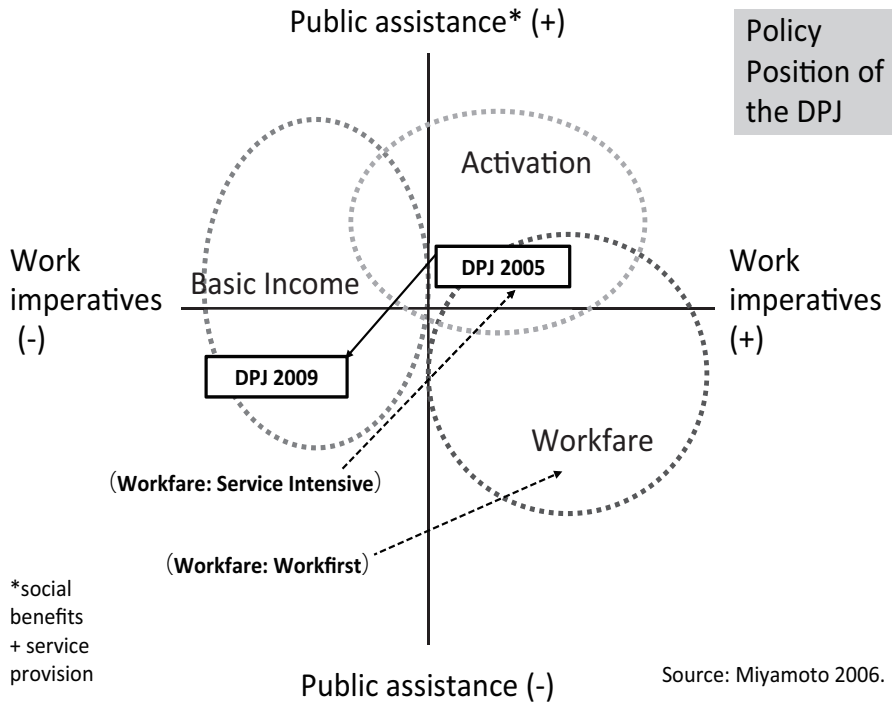 Public assistance* (+)
Policy
Position of
the DPJ
Activation
Work
imperatives
(-)
Basic Income
DPJ 2005
Work
imperatives
(+)
DPJ 2009
Workfare
(Workfare: Service Intensive)
(Workfare: Workfirst)
*social
benefits
+ service
provision
Public assistance (-)
Source: Miyamoto 2006.